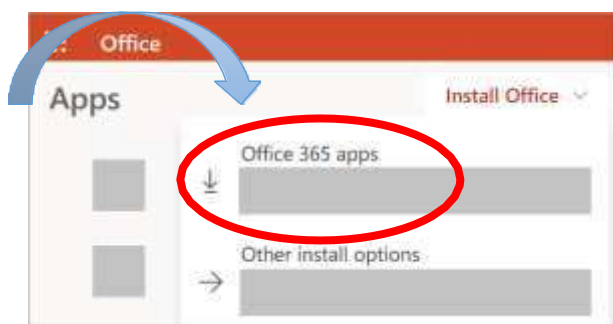 Office
Apps
Install Office
Office 365 apps
Other install options